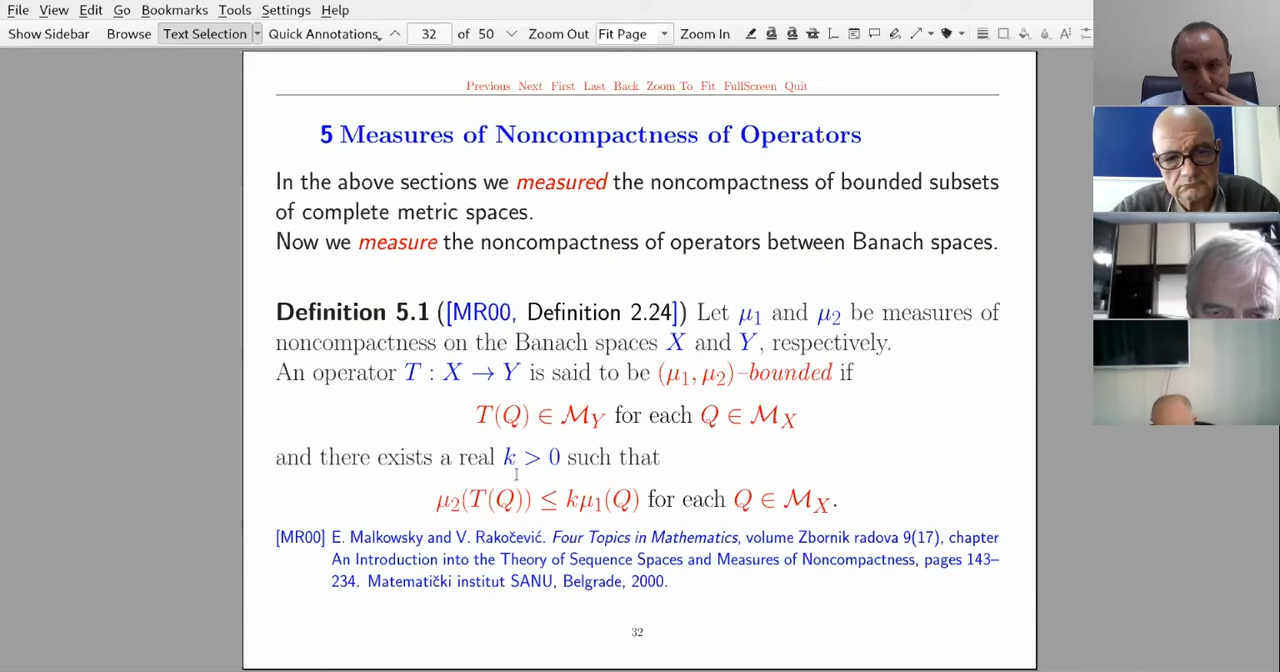 File View Edit Go Bookmarks Tools Settings Help
Show Sidebar Browse Text Selection Quick Annotations 32 of 50 Zoom Out Fit Page Zoom In
Previous Next First Last Back Zoom To Fit FullScreen Quit
5 Measures of Noncompactness of Operators
In the above sections we measured the noncompactness of bounded subsets
of complete metric spaces.
Now we measure the noncompactness of operators between Banach spaces.
Definition 5.1 ([MR00, Definition 2.24]) Let μ₁ and μ₂ be measures of
noncompactness on the Banach spaces X and Y, respectively.
An operator T : X → Y is said to be (μ₁, μ₂)–bounded if
T(Q) ∈ ℳ_Y for each Q ∈ ℳ_X
and there exists a real k > 0 such that
μ₂(T(Q)) ≤ kμ₁(Q) for each Q ∈ ℳ_X.
[MR00] E. Malkowsky and V. Rakočević. Four Topics in Mathematics, volume Zbornik radova 9(17), chapter
An Introduction into the Theory of Sequence Spaces and Measures of Noncompactness, pages 143–
234. Matematički institut SANU, Belgrade, 2000.
32